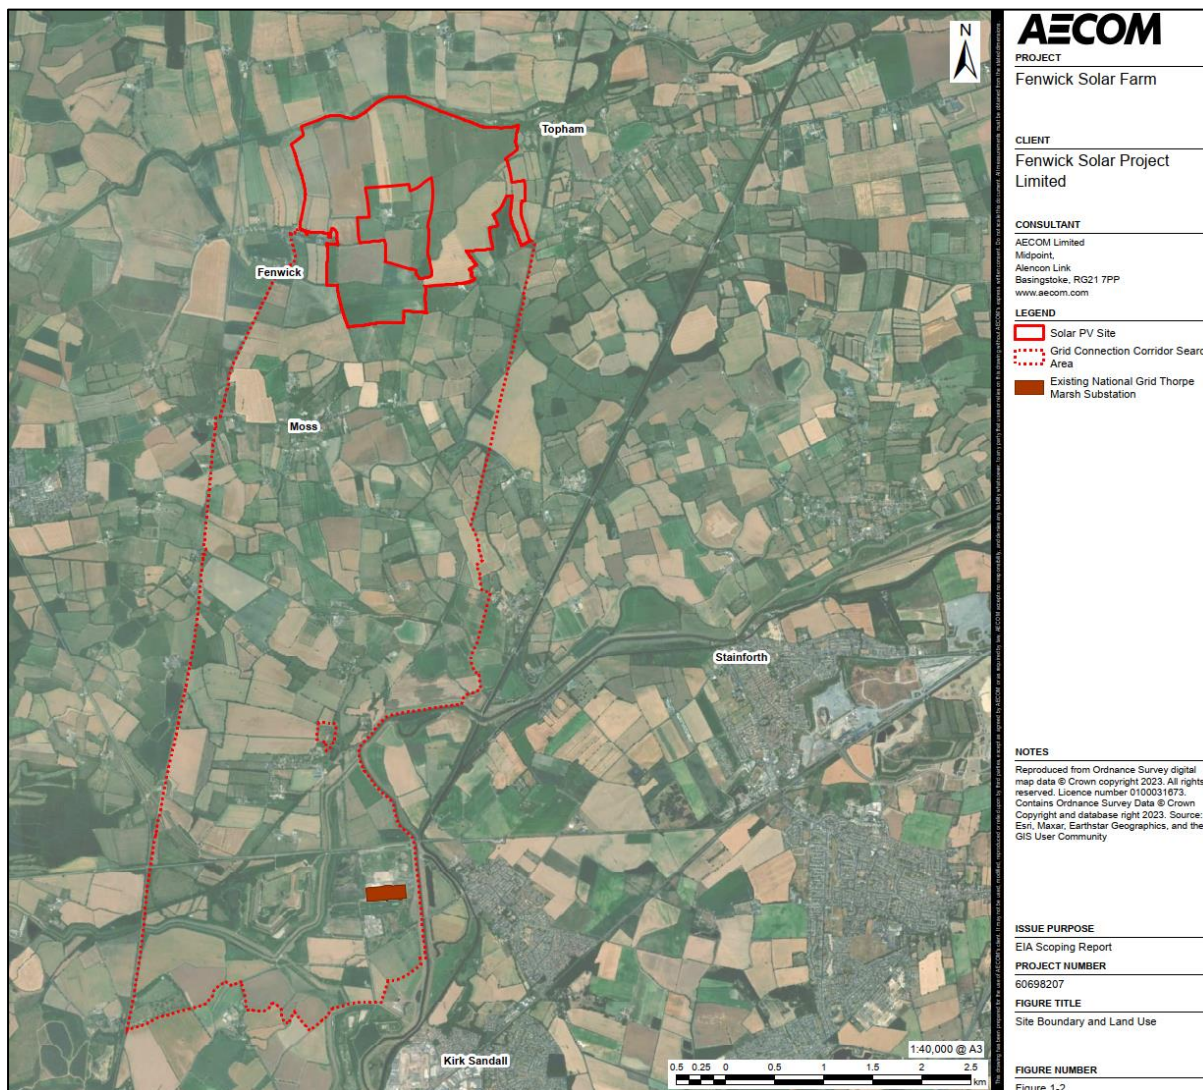 N
Topham
Fenwick
Moss
Stainforth
Kirk Sandall
1:40,000 @ A3
0.5 0.25 0 0.5 1 1.5 2 2.5
km
AECOM
PROJECT
Fenwick Solar Farm
CLIENT
Fenwick Solar Project
Limited
CONSULTANT
AECOM Limited
Midpoint,
Alencon Link
Basingstoke, RG21 7PP
www.aecom.com
LEGEND
Solar PV Site
Grid Connection Corridor Searc
Area
Existing National Grid Thorpe
Marsh Substation
NOTES
Reproduced from Ordnance Survey digital
map data © Crown copyright 2023. All rights
reserved. Licence number 0100031673.
Contains Ordnance Survey Data © Crown
Copyright and database right 2023. Source:
Esri, Maxar, Earthstar Geographics, and the
GIS User Community
ISSUE PURPOSE
EIA Scoping Report
PROJECT NUMBER
60698207
FIGURE TITLE
Site Boundary and Land Use
FIGURE NUMBER
Figure 1-2